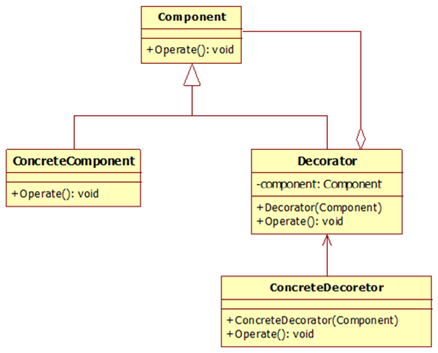 Component
+Operate(): void
ConcreteComponent
+Operate(): void
Decorator
-component: Component
+Decorator(Component)
+Operate(): void
ConcreteDecoretor
+ConcreteDecorator(Component)
+Operate(): void